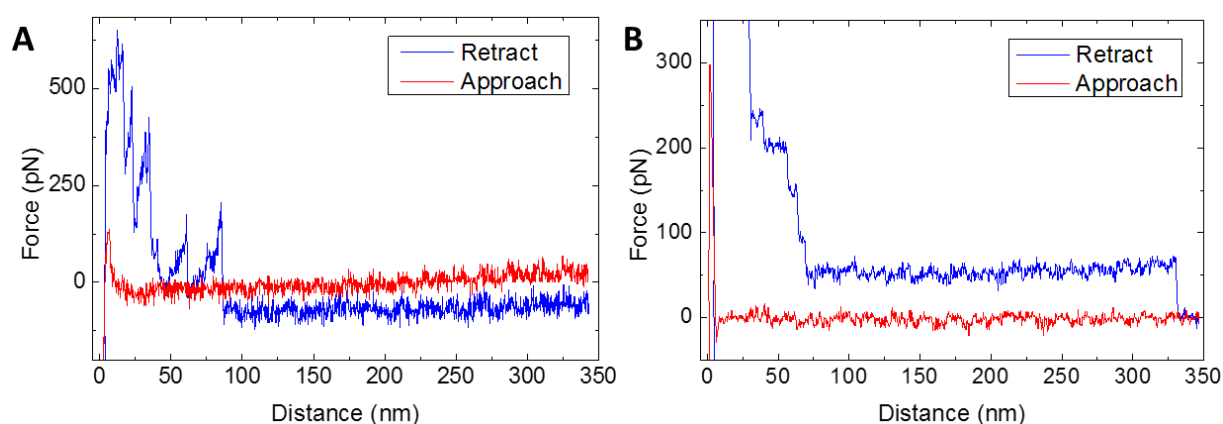 A
Retract
Approach
Force (pN)
500
250
0
0 50 100 150 200 250 300 350
Distance (nm)
B
Retract
Approach
Force (pN)
300
200
100
0
0 50 100 150 200 250 300 350
Distance (nm)